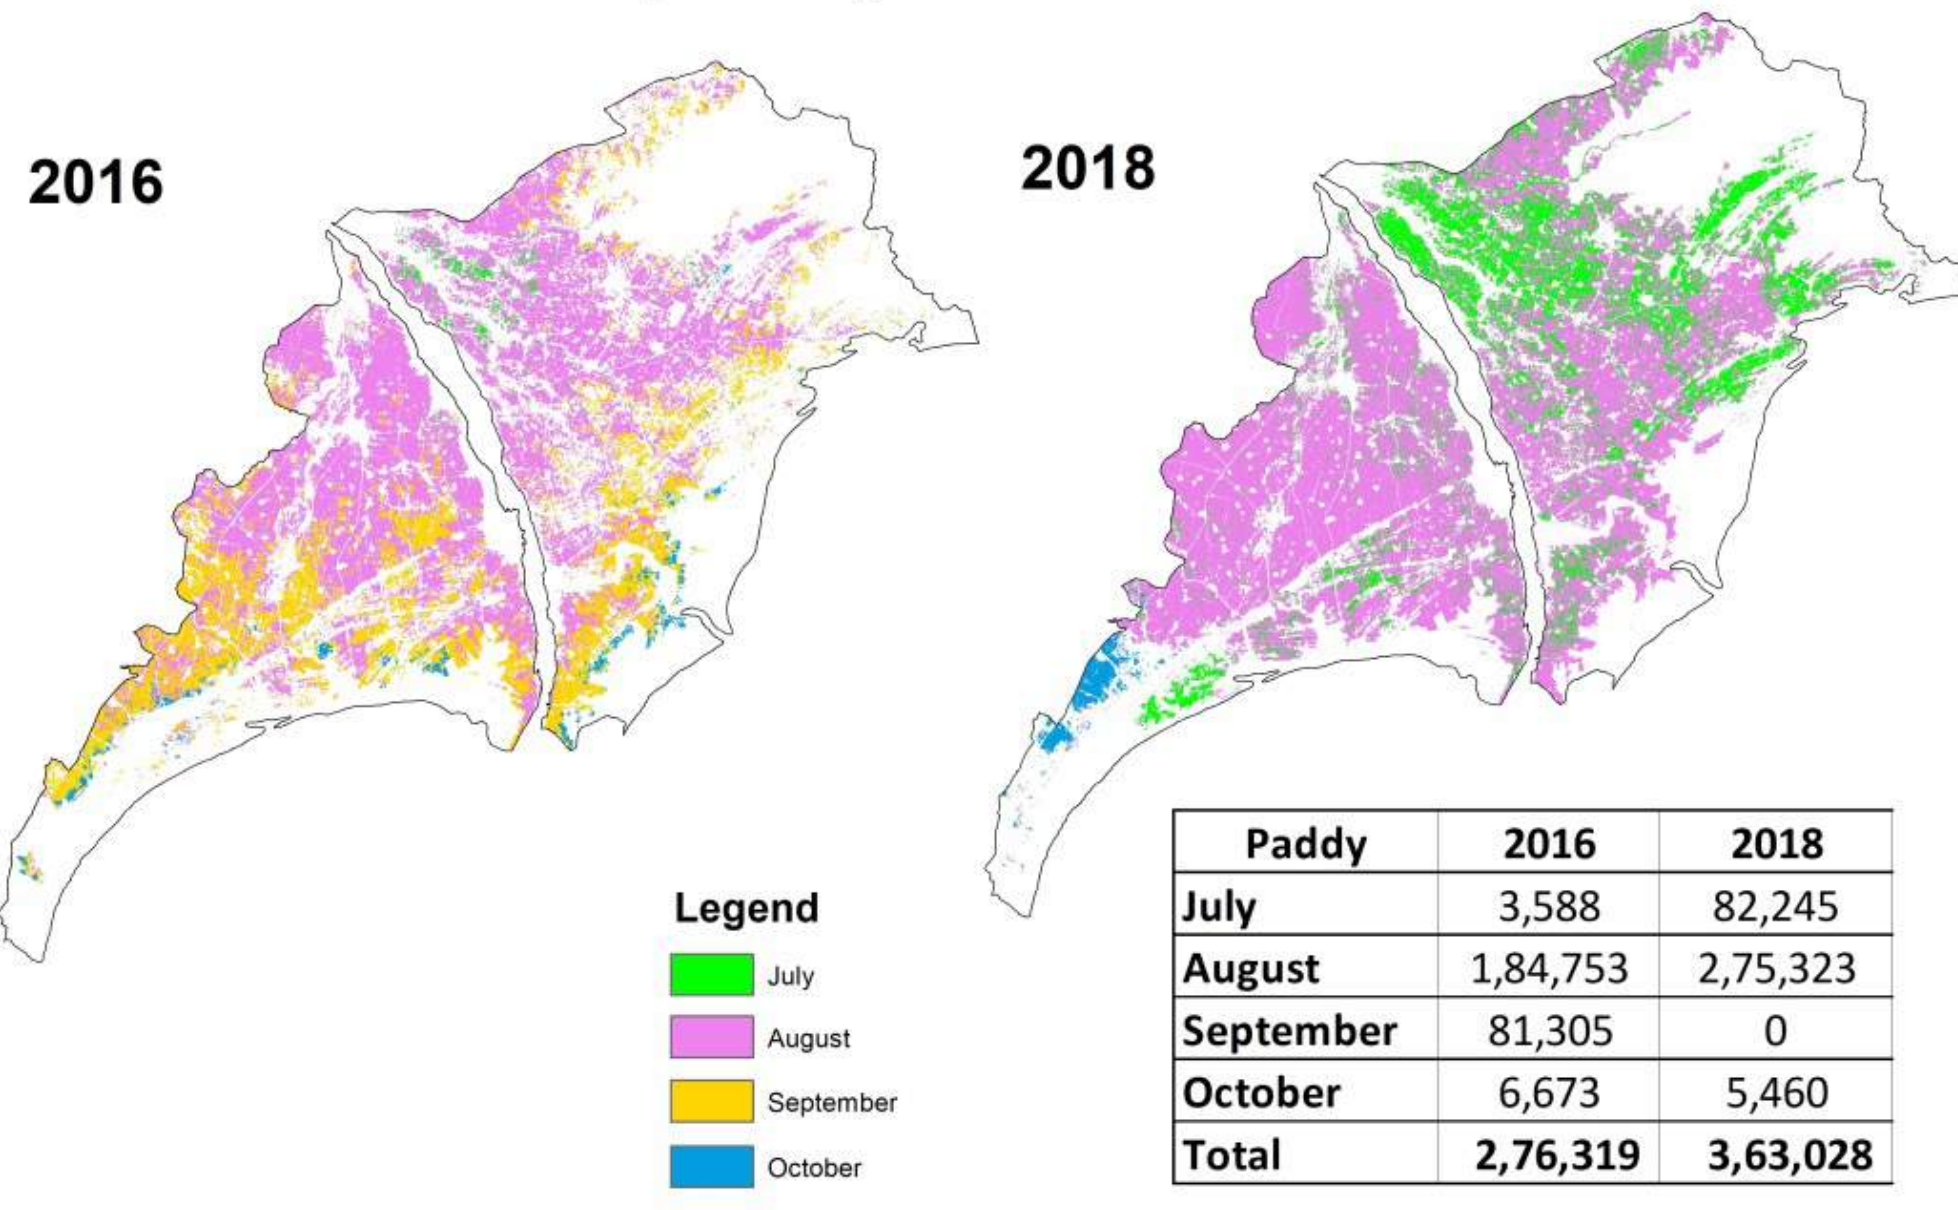 2016
2018
Legend
July
August
September
October
Paddy 2016 2018
July 3,588 82,245
August 1,84,753 2,75,323
September 81,305 0
October 6,673 5,460
Total 2,76,319 3,63,028